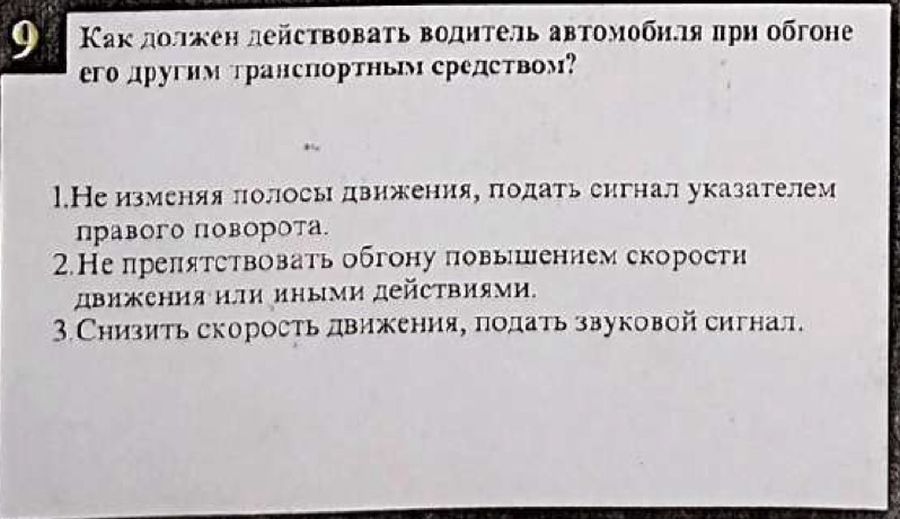 9
Как должен действовать водитель автомобиля при обгоне
его другим транспортным средством?
1.Не изменяя полосы движения, подать сигнал указателем
правого поворота.
2.Не препятствовать обгону повышением скорости
движения или иными действиями.
3.Снизить скорость движения, подать звуковой сигнал.